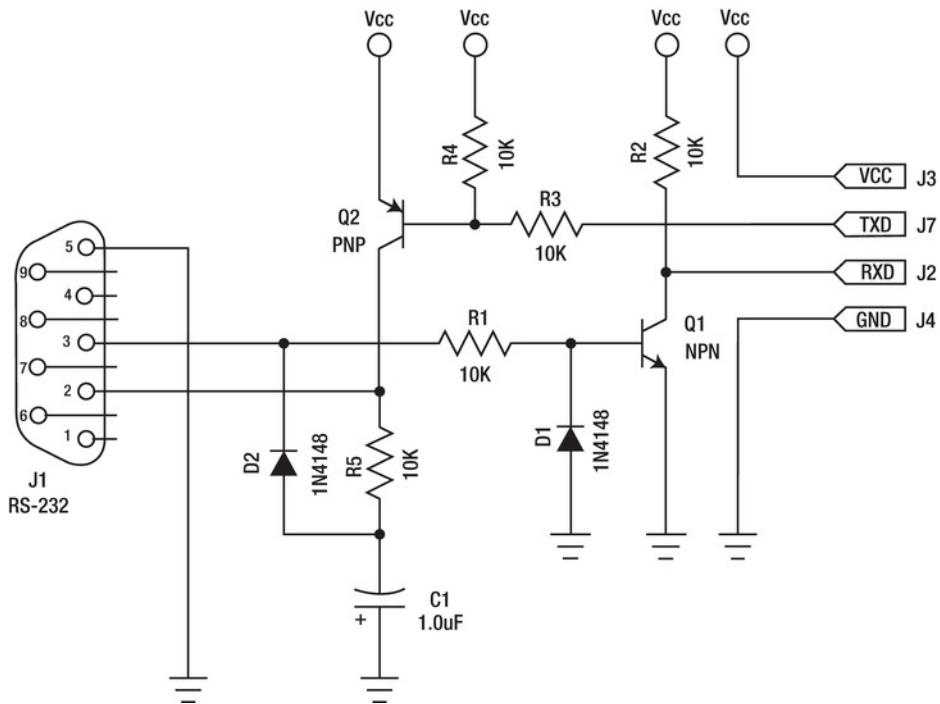 Vcc
Vcc
Vcc
Vcc
R4
10K
R2
10K
VCC
J3
R3
10K
TXD
J7
Q2
PNP
RXD
J2
5
9
4
8
3
7
2
6
1
J1
RS-232
R1
10K
Q1
NPN
GND
J4
D2
1N4148
R5
10K
D1
1N4148
+
C1
1.0uF